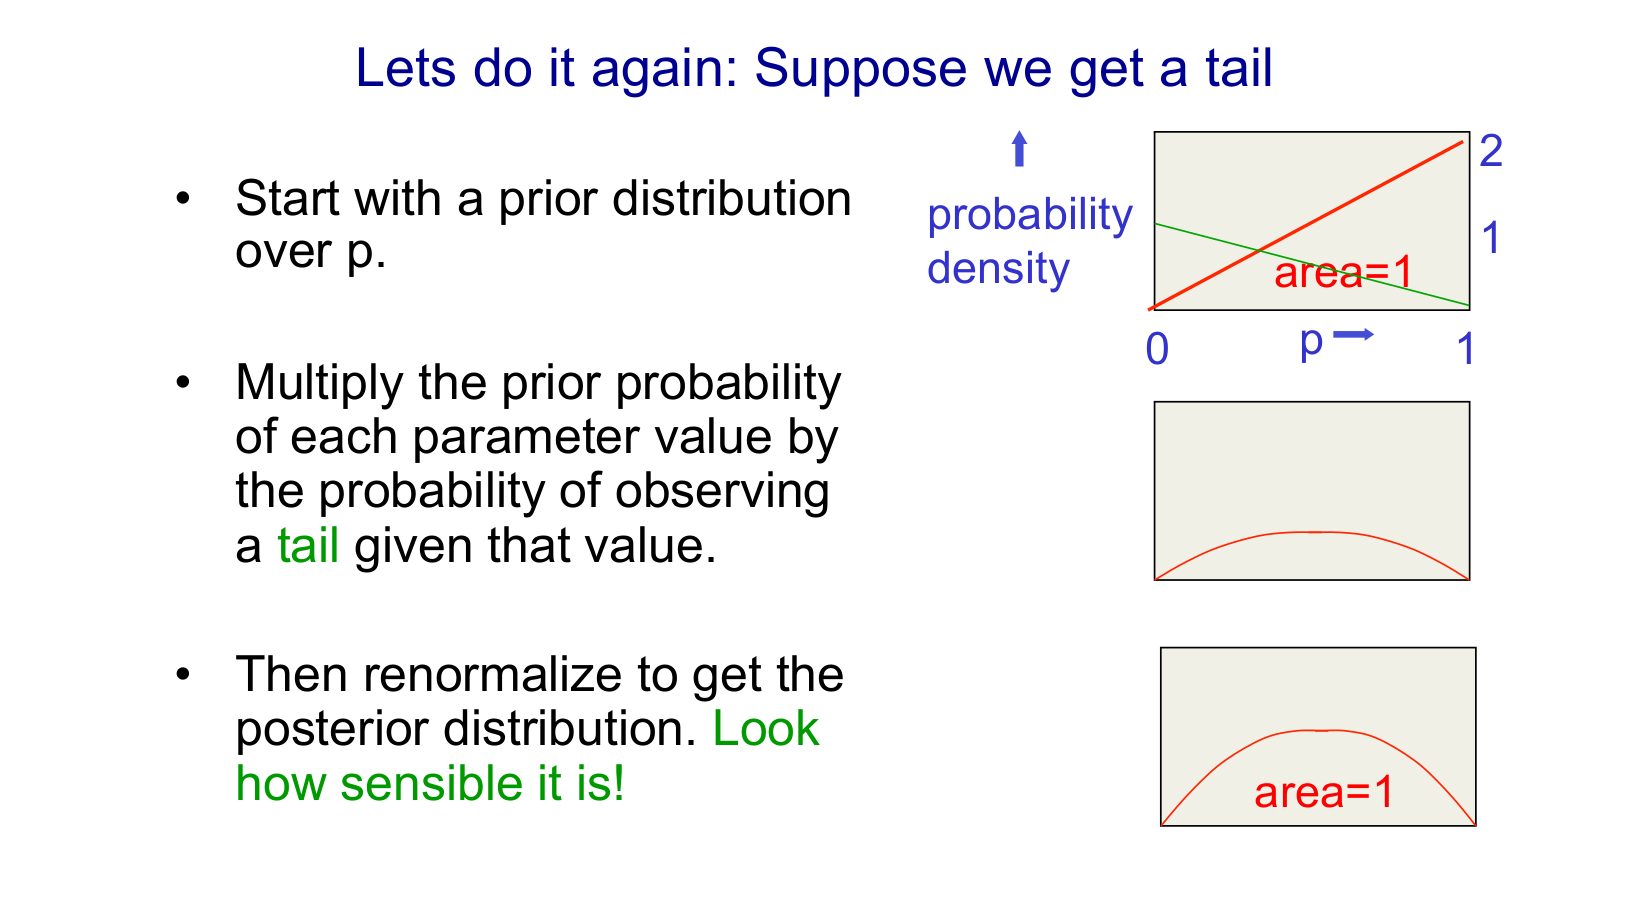 Lets do it again: Suppose we get a tail
• Start with a prior distribution
over p.
• Multiply the prior probability
of each parameter value by
the probability of observing
a tail given that value.
• Then renormalize to get the
posterior distribution. Look
how sensible it is!
probability
density
2
1
area=1
0 p 1
area=1